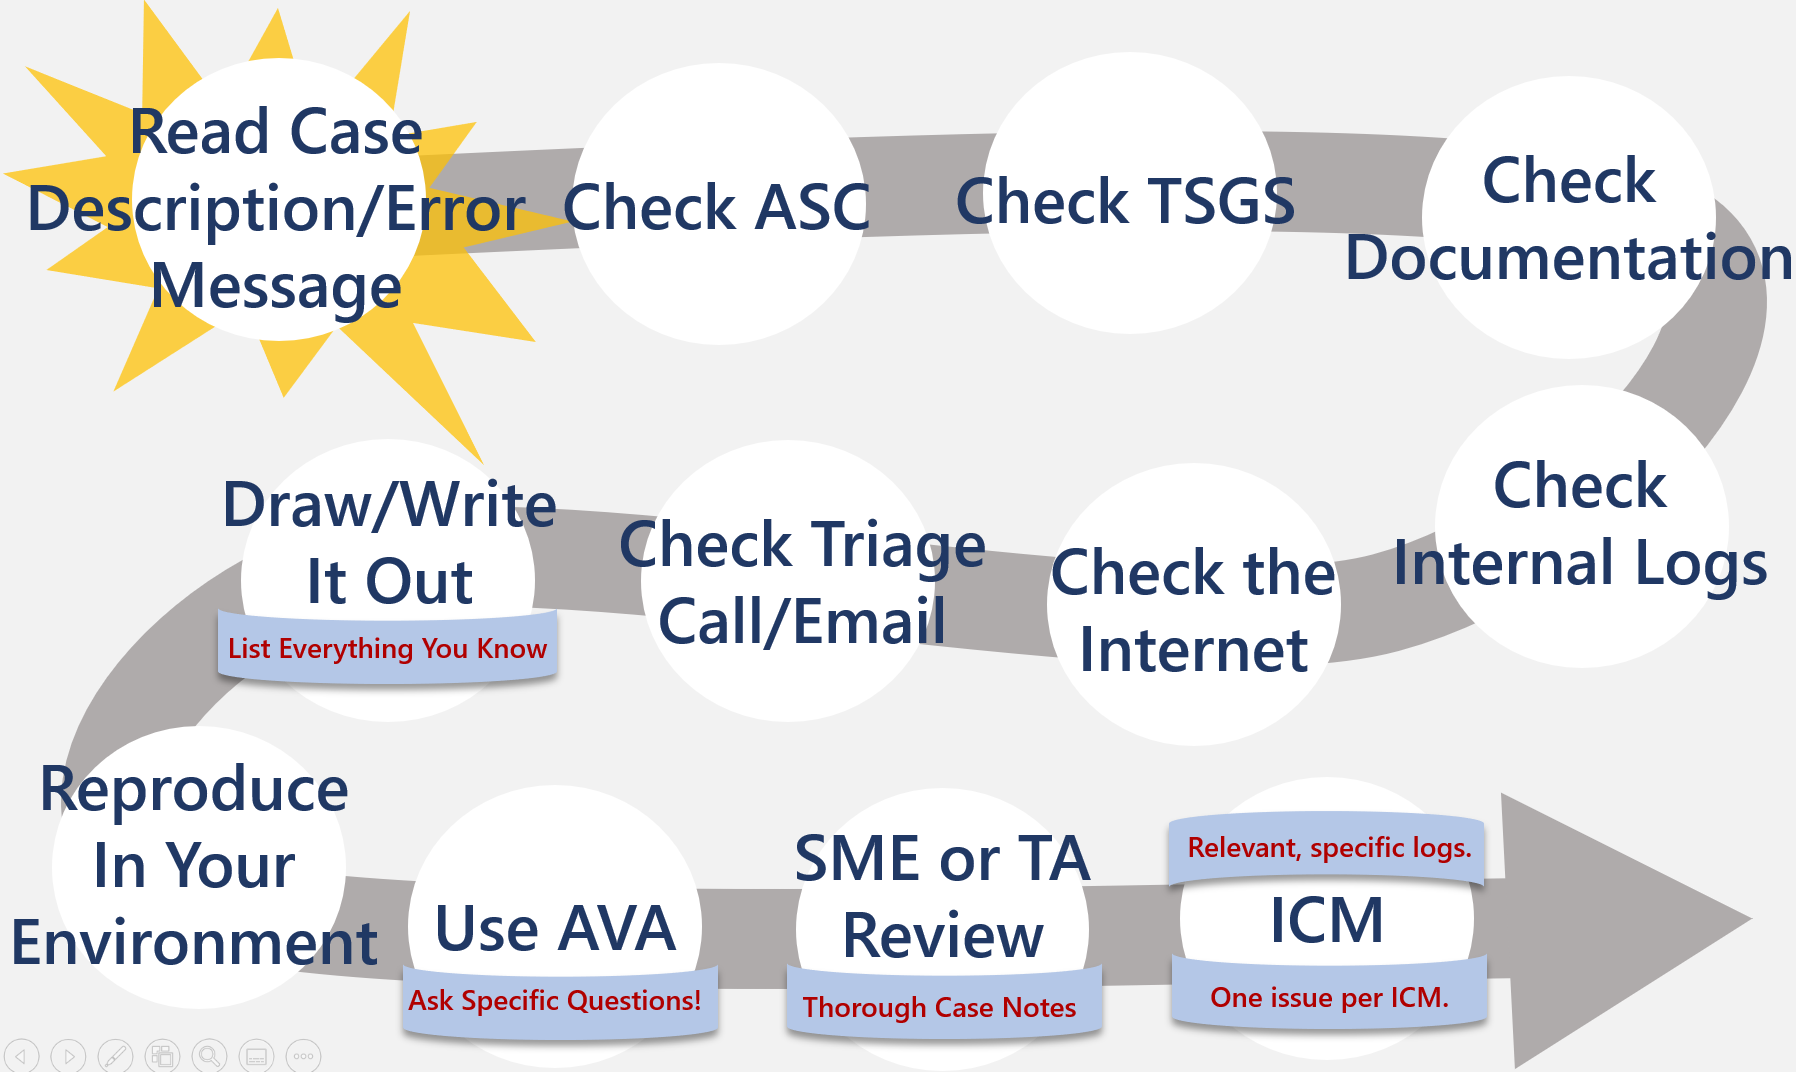 Read Case
Description/Error
Message
Check ASC
Check TSGS
Check
Documentation
Check
Internal Logs
Check the
Internet
Check Triage
Call/Email
Draw/Write
It Out
List Everything You Know
Reproduce
In Your
Environment
Use AVA
Ask Specific Questions!
SME or TA
Review
Thorough Case Notes
Relevant, specific logs.
ICM
One issue per ICM.